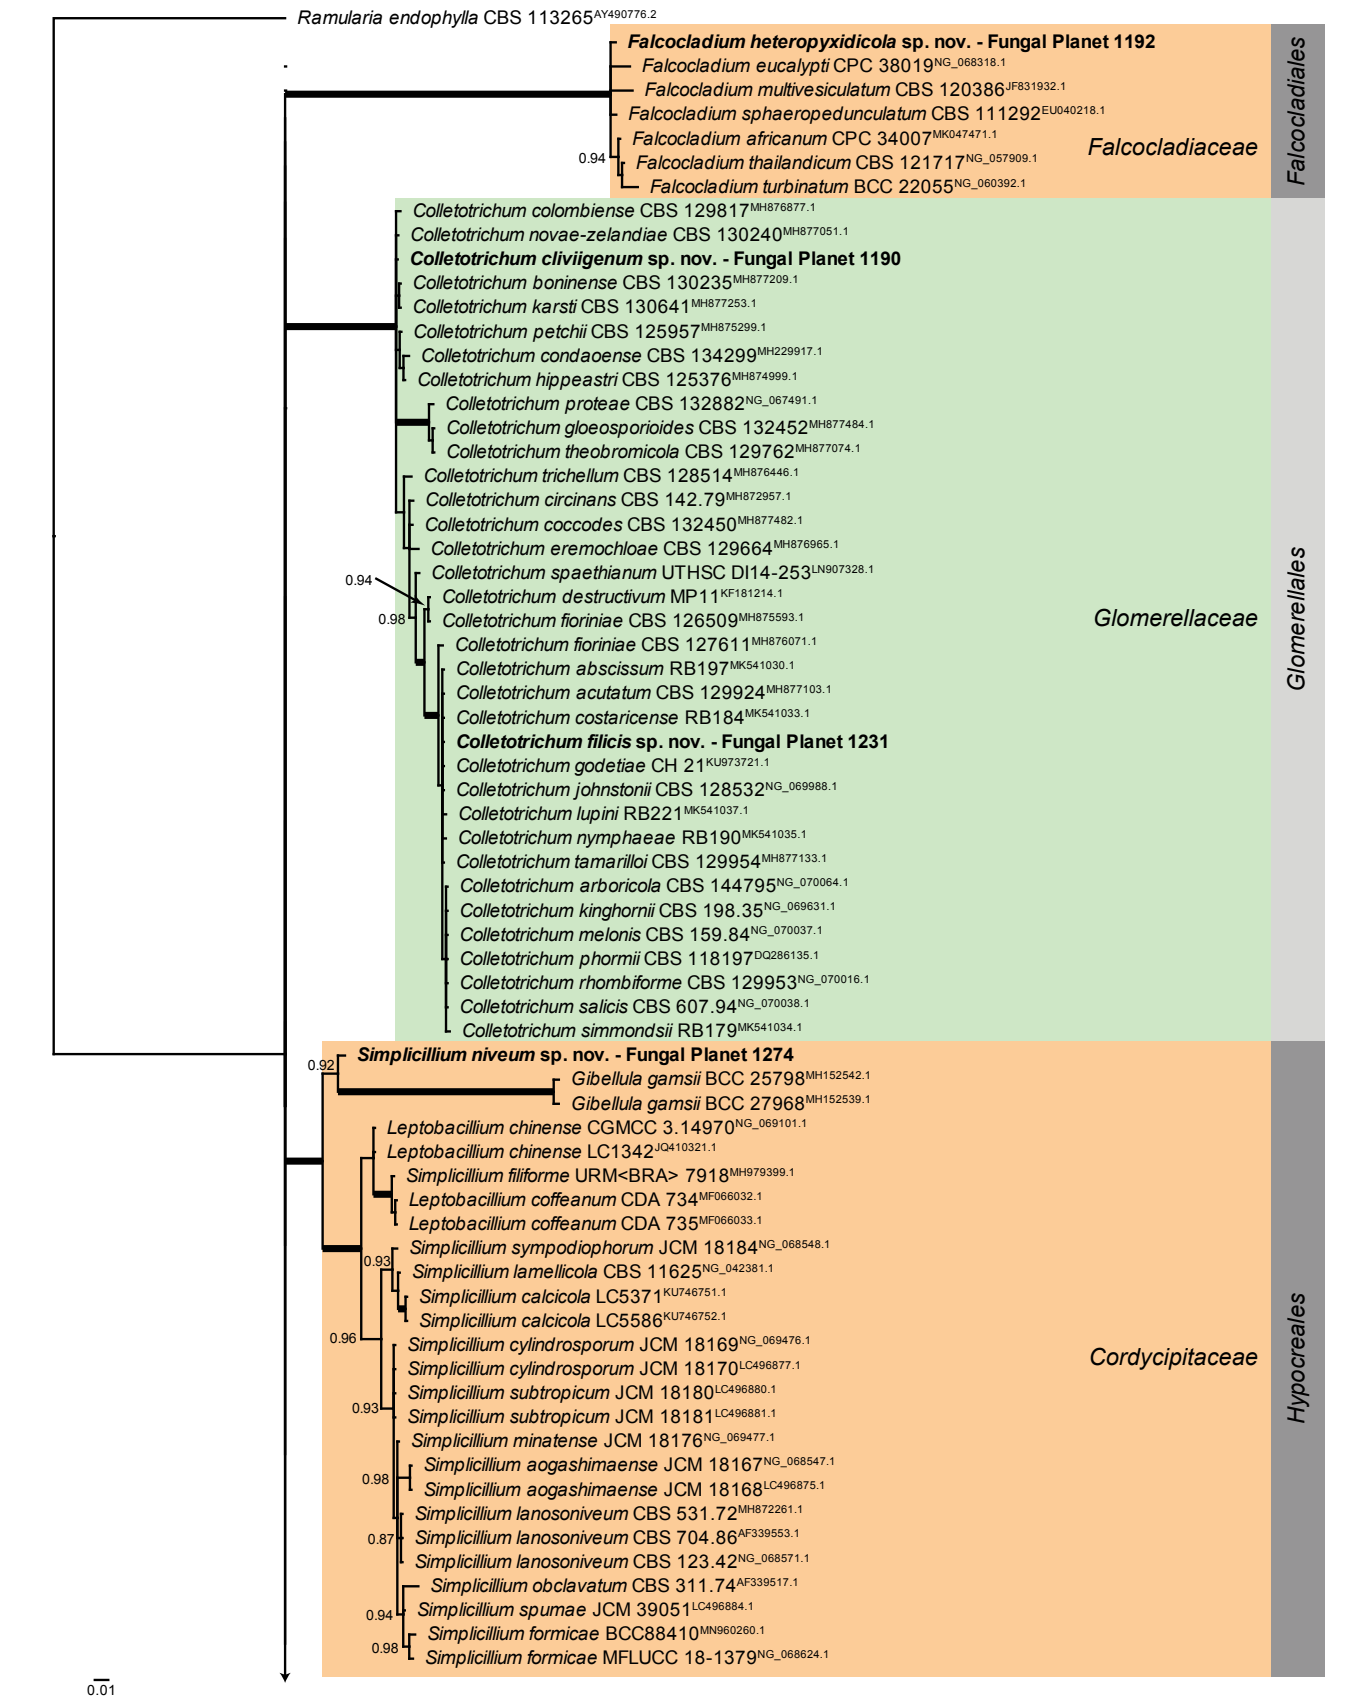 Ramularia endophylla CBS 113265AY490776.2
Falcocladium heteropyxidicola sp. nov. - Fungal Planet 1192
Falcocladium eucalypti CPC 38019NG_068318.1
Falcocladium multivesiculatum CBS 120386JF831932.1
Falcocladium sphaeropedunculatum CBS 111292EU040218.1
Falcocladium africanum CPC 34007MK047471.1
Falcocladiaceae
Falcocladiales
0.94
Falcocladium thailandicum CBS 121717NG_057909.1
Falcocladium turbinatum BCC 22055NG_060392.1
Colletotrichum colombiense CBS 129817MH876877.1
Colletotrichum novae-zelandiae CBS 130240MH877051.1
Colletotrichum cliviigenum sp. nov. - Fungal Planet 1190
Colletotrichum boninense CBS 130235MH877209.1
Colletotrichum karsti CBS 130641MH877253.1
Colletotrichum petchii CBS 125957MH875299.1
Colletotrichum condaoense CBS 134299MH229917.1
Colletotrichum hippeastri CBS 125376MH874999.1
Colletotrichum proteae CBS 132882NG_067491.1
Colletotrichum gloeosporioides CBS 132452MH877484.1
Colletotrichum theobromicola CBS 129762MH877074.1
Colletotrichum trichellum CBS 128514MH876446.1
Colletotrichum circinans CBS 142.79MH872957.1
Colletotrichum coccodes CBS 132450MH877482.1
Colletotrichum eremochloae CBS 129664MH876965.1
Colletotrichum spaethianum UTHSC DI14-253LN907328.1
0.94
Colletotrichum destructivum MP11KF181214.1
0.98
Colletotrichum fioriniae CBS 126509MH875593.1
Glomerellaceae
Glomerellales
Colletotrichum fioriniae CBS 127611MH876071.1
Colletotrichum abscissum RB197MK541030.1
Colletotrichum acutatum CBS 129924MH877103.1
Colletotrichum costaricense RB184MK541033.1
Colletotrichum filicis sp. nov. - Fungal Planet 1231
Colletotrichum godetiae CH 21KU973721.1
Colletotrichum johnstonii CBS 128532NG_069988.1
Colletotrichum lupini RB221MK541037.1
Colletotrichum nymphaeae RB190MK541035.1
Colletotrichum tamarilloi CBS 129954MH877133.1
Colletotrichum arboricola CBS 144795NG_070064.1
Colletotrichum kinghornii CBS 198.35NG_069631.1
Colletotrichum melonis CBS 159.84NG_070037.1
Colletotrichum phormii CBS 118197DQ286135.1
Colletotrichum rhombiforme CBS 129953NG_070016.1
Colletotrichum salicis CBS 607.94NG_070038.1
Colletotrichum simmondsii RB179MK541034.1
Simplicillium niveum sp. nov. - Fungal Planet 1274
0.92
Gibellula gamsii BCC 25798MH152542.1
Gibellula gamsii BCC 27968MH152539.1
Leptobacillium chinense CGMCC 3.14970NG_069101.1
Leptobacillium chinense LC1342JQ410321.1
Simplicillium filiforme URM<BRA> 7918MH979399.1
Leptobacillium coffeanum CDA 734MF066032.1
Leptobacillium coffeanum CDA 735MF066033.1
Simplicillium sympodiophorum JCM 18184NG_068548.1
0.93
Simplicillium lamellicola CBS 11625NG_042381.1
Simplicillium calcicola LC5371KU746751.1
Simplicillium calcicola LC5586KU746752.1
0.96
Simplicillium cylindrosporum JCM 18169NG_069476.1
Cordycipitaceae
Hypocreales
Simplicillium cylindrosporum JCM 18170LC496877.1
Simplicillium subtropicum JCM 18180LC496880.1
0.93
Simplicillium subtropicum JCM 18181LC496881.1
Simplicillium minatense JCM 18176NG_069477.1
Simplicillium aogashimaense JCM 18167NG_068547.1
0.98
Simplicillium aogashimaense JCM 18168LC496875.1
Simplicillium lanosoniveum CBS 531.72MH872261.1
0.87
Simplicillium lanosoniveum CBS 704.86AF339553.1
Simplicillium lanosoniveum CBS 123.42NG_068571.1
Simplicillium obclavatum CBS 311.74AF339517.1
0.94
Simplicillium spumae JCM 39051LC496884.1
Simplicillium formicae BCC88410MN960260.1
0.98
Simplicillium formicae MFLUCC 18-1379NG_068624.1
0.01